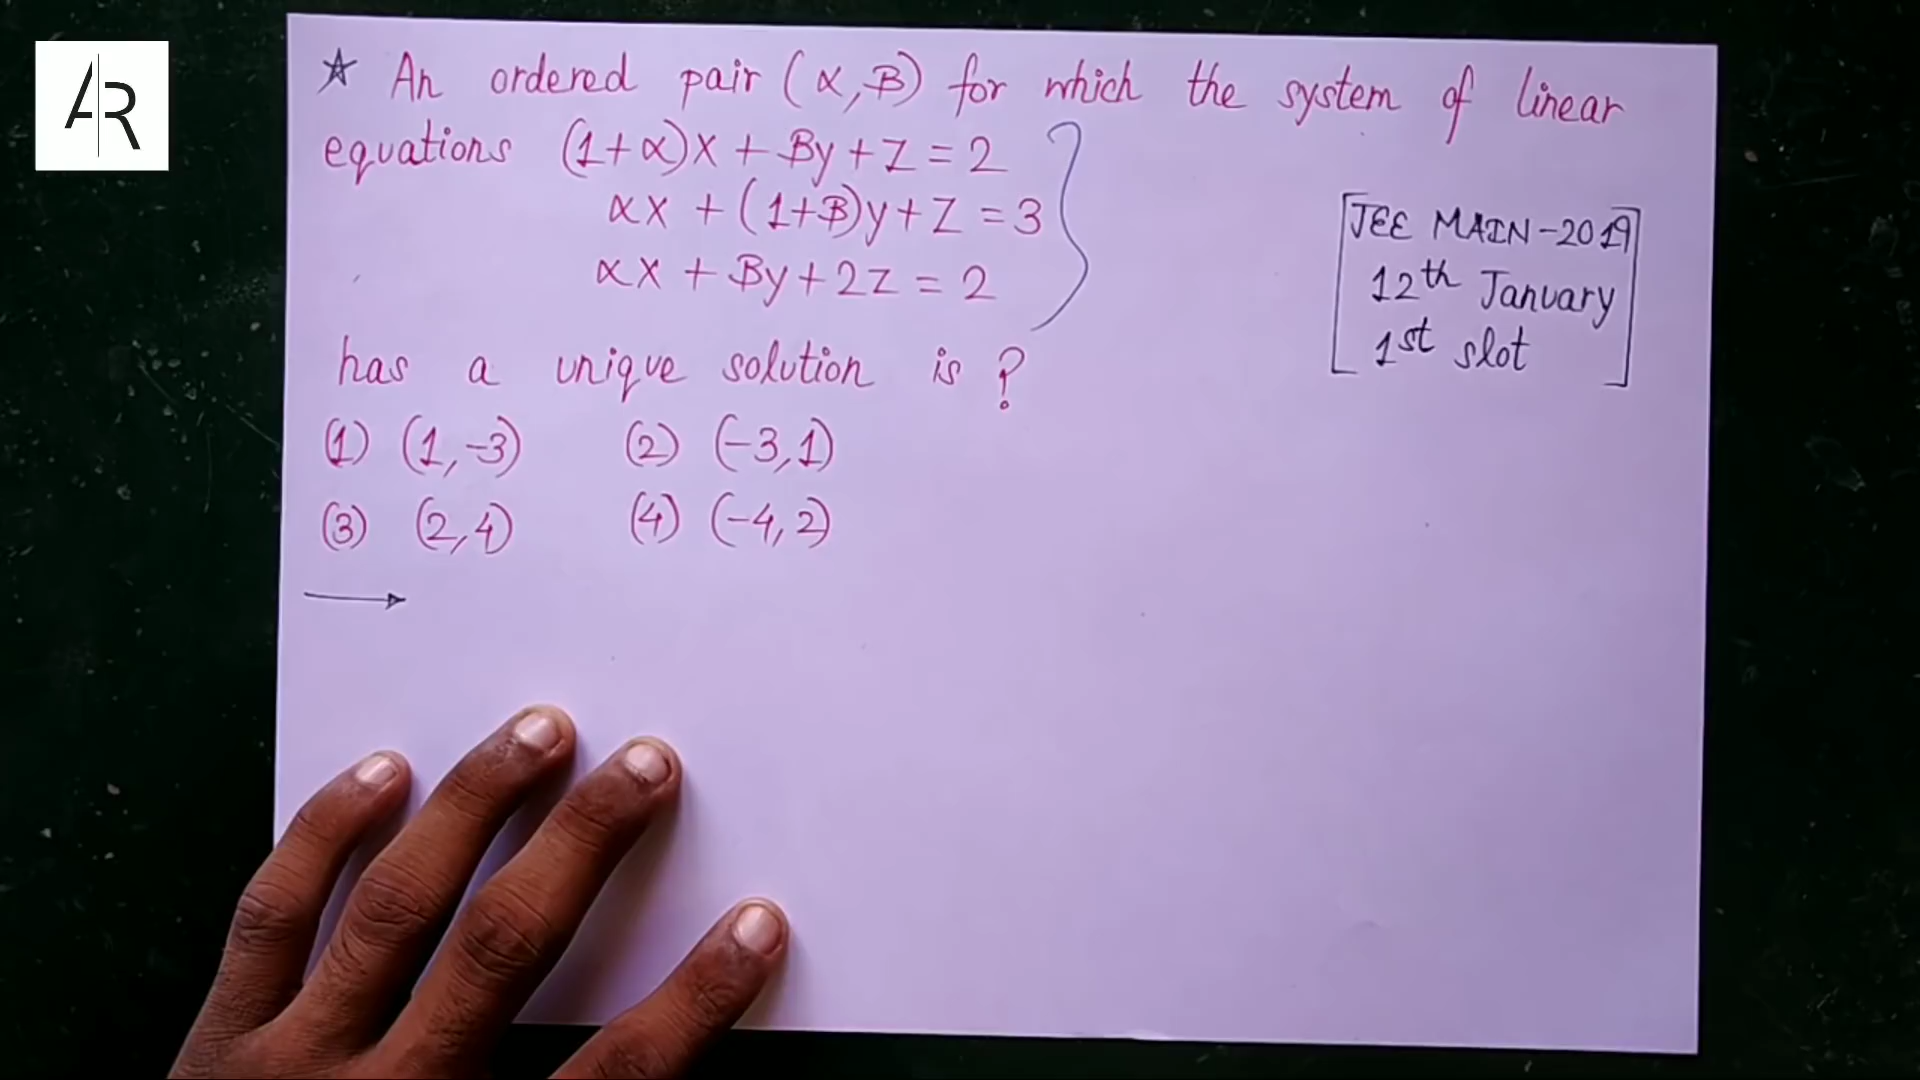 AR
☆ An ordered pair (α,β) for which the system of linear
equations (1+α)x + βy + z = 2
αx + (1+β)y + z = 3
αx + βy + 2z = 2
has a unique solution is ?
(1) (1,-3) (2) (-3,1)
(3) (2,4) (4) (-4,2)
[JEE MAIN-2019
12th January
1st slot]